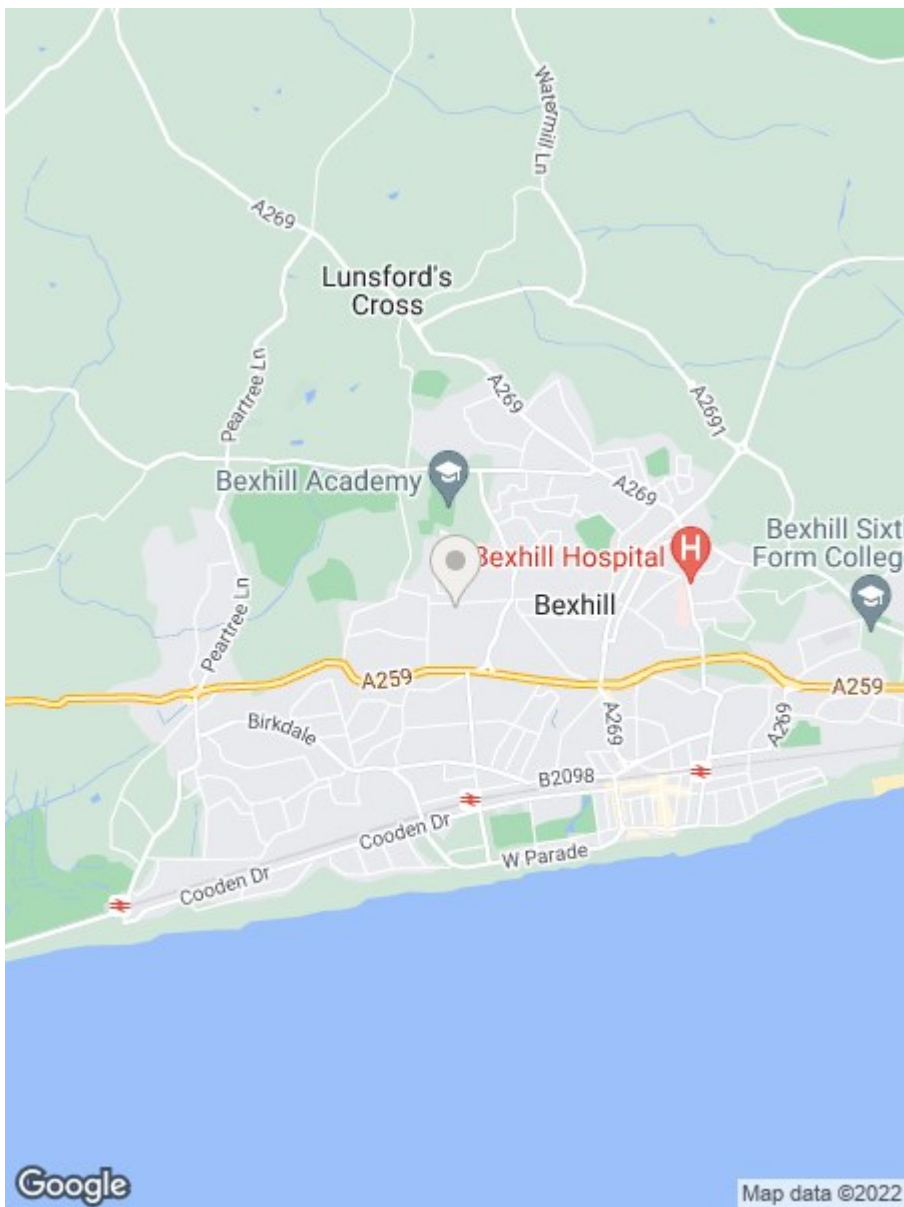 Watermill Ln
A269
Lunsford's
Cross
Peartree Ln
A269
A2691
Bexhill Academy
A269
Bexhill Sixt
Form Colleg
Bexhill Hospital
H
Bexhill
Peartree Ln
A259
A259
Birkdale
A269
A269
B2098
Cooden Dr
W Parade
Cooden Dr
Google
Map data ©2022